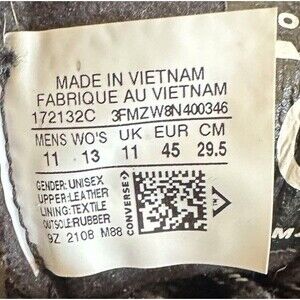 MADE IN VIETNAM
FABRIQUE AU VIETNAM
172132C 3FMZW8N400346
MENS WO'S UK EUR CM
11 13 11 45 29.5
GENDER:UNISEX
UPPER:LEATHER
LINING:TEXTILE
OUTSOLE:RUBBER
9Z 2108 M88
CONVERSE